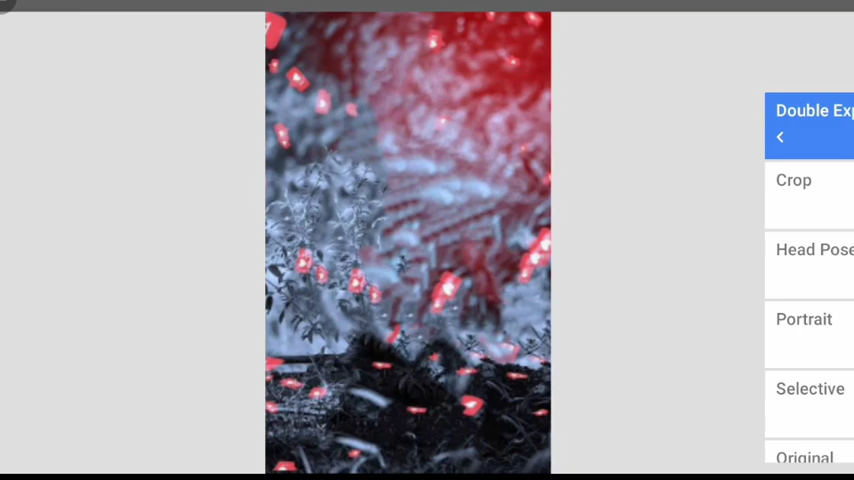 Double Exp
Crop
Head Pose
Portrait
Selective
Original